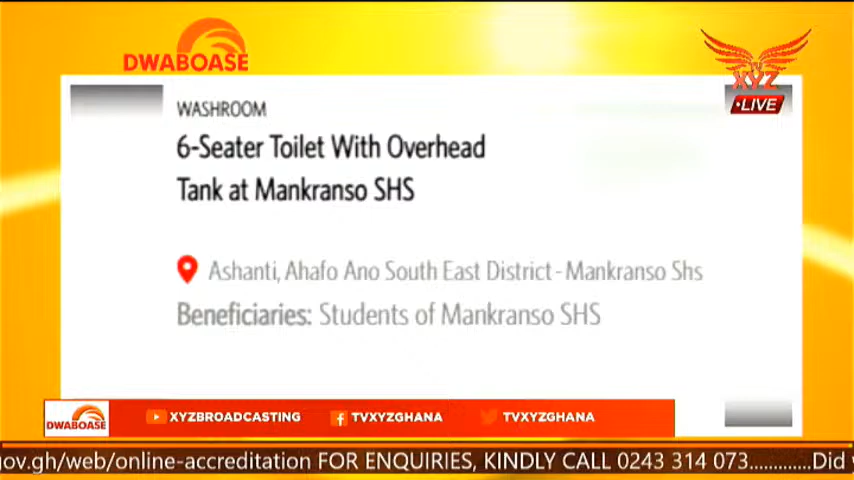 DWABOASE
XYZ
•LIVE
WASHROOM
6-Seater Toilet With Overhead
Tank at Mankranso SHS
Ashanti, Ahafo Ano South East District - Mankranso Shs
Beneficiaries: Students of Mankranso SHS
DWABOASE
XYZBROADCASTING
TVXYZGHANA
TVXYZGHANA
gov.gh/web/online-accreditation FOR ENQUIRIES, KINDLY CALL 0243 314 073.............Did